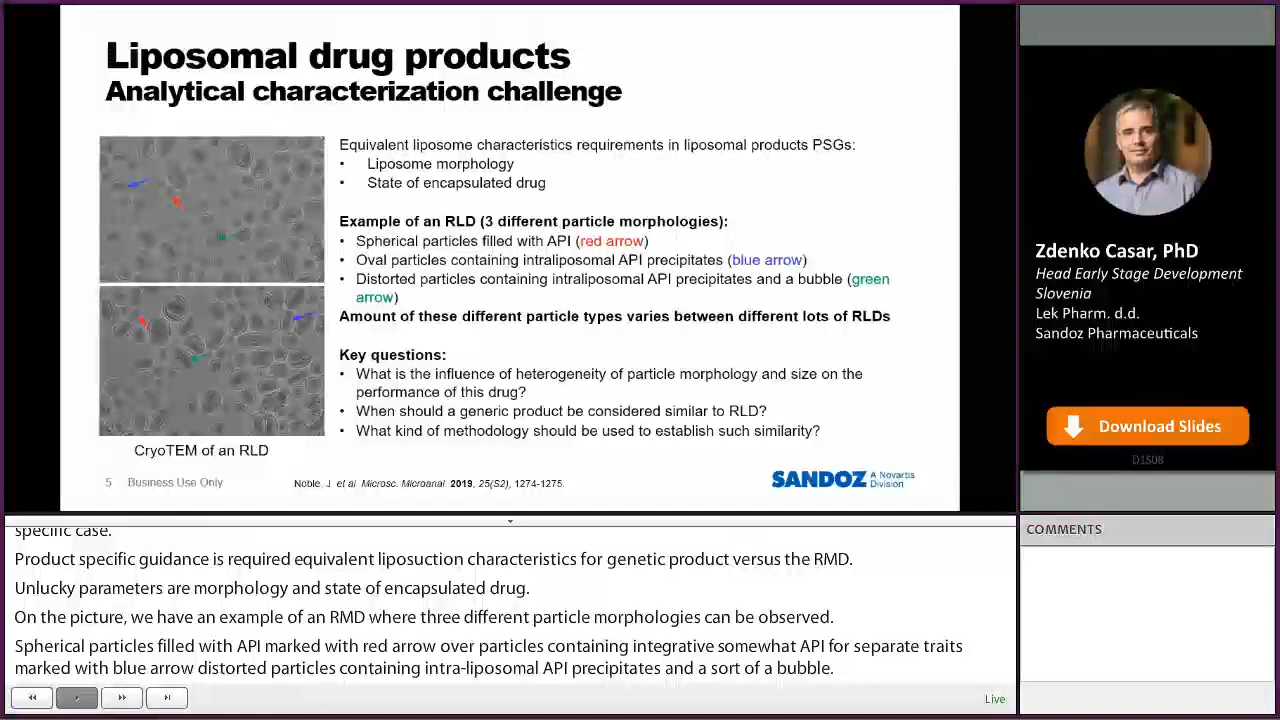 Liposomal drug products
Analytical characterization challenge
Equivalent liposome characteristics requirements in liposomal products PSGs:
• Liposome morphology
• State of encapsulated drug
Example of an RLD (3 different particle morphologies):
• Spherical particles filled with API (red arrow)
• Oval particles containing intraliposomal API precipitates (blue arrow)
• Distorted particles containing intraliposomal API precipitates and a bubble (green
arrow)
Amount of these different particle types varies between different lots of RLDs
Key questions:
• What is the influence of heterogeneity of particle morphology and size on the
performance of this drug?
• When should a generic product be considered similar to RLD?
• What kind of methodology should be used to establish such similarity?
CryoTEM of an RLD
5 Business Use Only
Noble, J. et al. Microsc. Microanal. 2019, 25(S2), 1274-1275.
SANDOZ A Novartis
Division
Zdenko Casar, PhD
Head Early Stage Development
Slovenia
Lek Pharm. d.d.
Sandoz Pharmaceuticals
Download Slides
D1S08
specific case.
Product specific guidance is required equivalent liposuction characteristics for genetic product versus the RMD.
Unlucky parameters are morphology and state of encapsulated drug.
On the picture, we have an example of an RMD where three different particle morphologies can be observed.
Spherical particles filled with API marked with red arrow over particles containing integrative somewhat API for separate traits
marked with blue arrow distorted particles containing intra-liposomal API precipitates and a sort of a bubble.
Live
COMMENTS